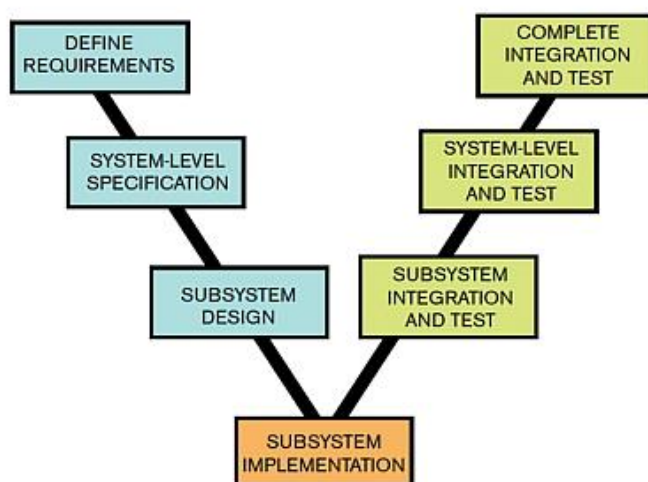 DEFINE
REQUIREMENTS
SYSTEM-LEVEL
SPECIFICATION
SUBSYSTEM
DESIGN
SUBSYSTEM
IMPLEMENTATION
SUBSYSTEM
INTEGRATION
AND TEST
SYSTEM-LEVEL
INTEGRATION
AND TEST
COMPLETE
INTEGRATION
AND TEST